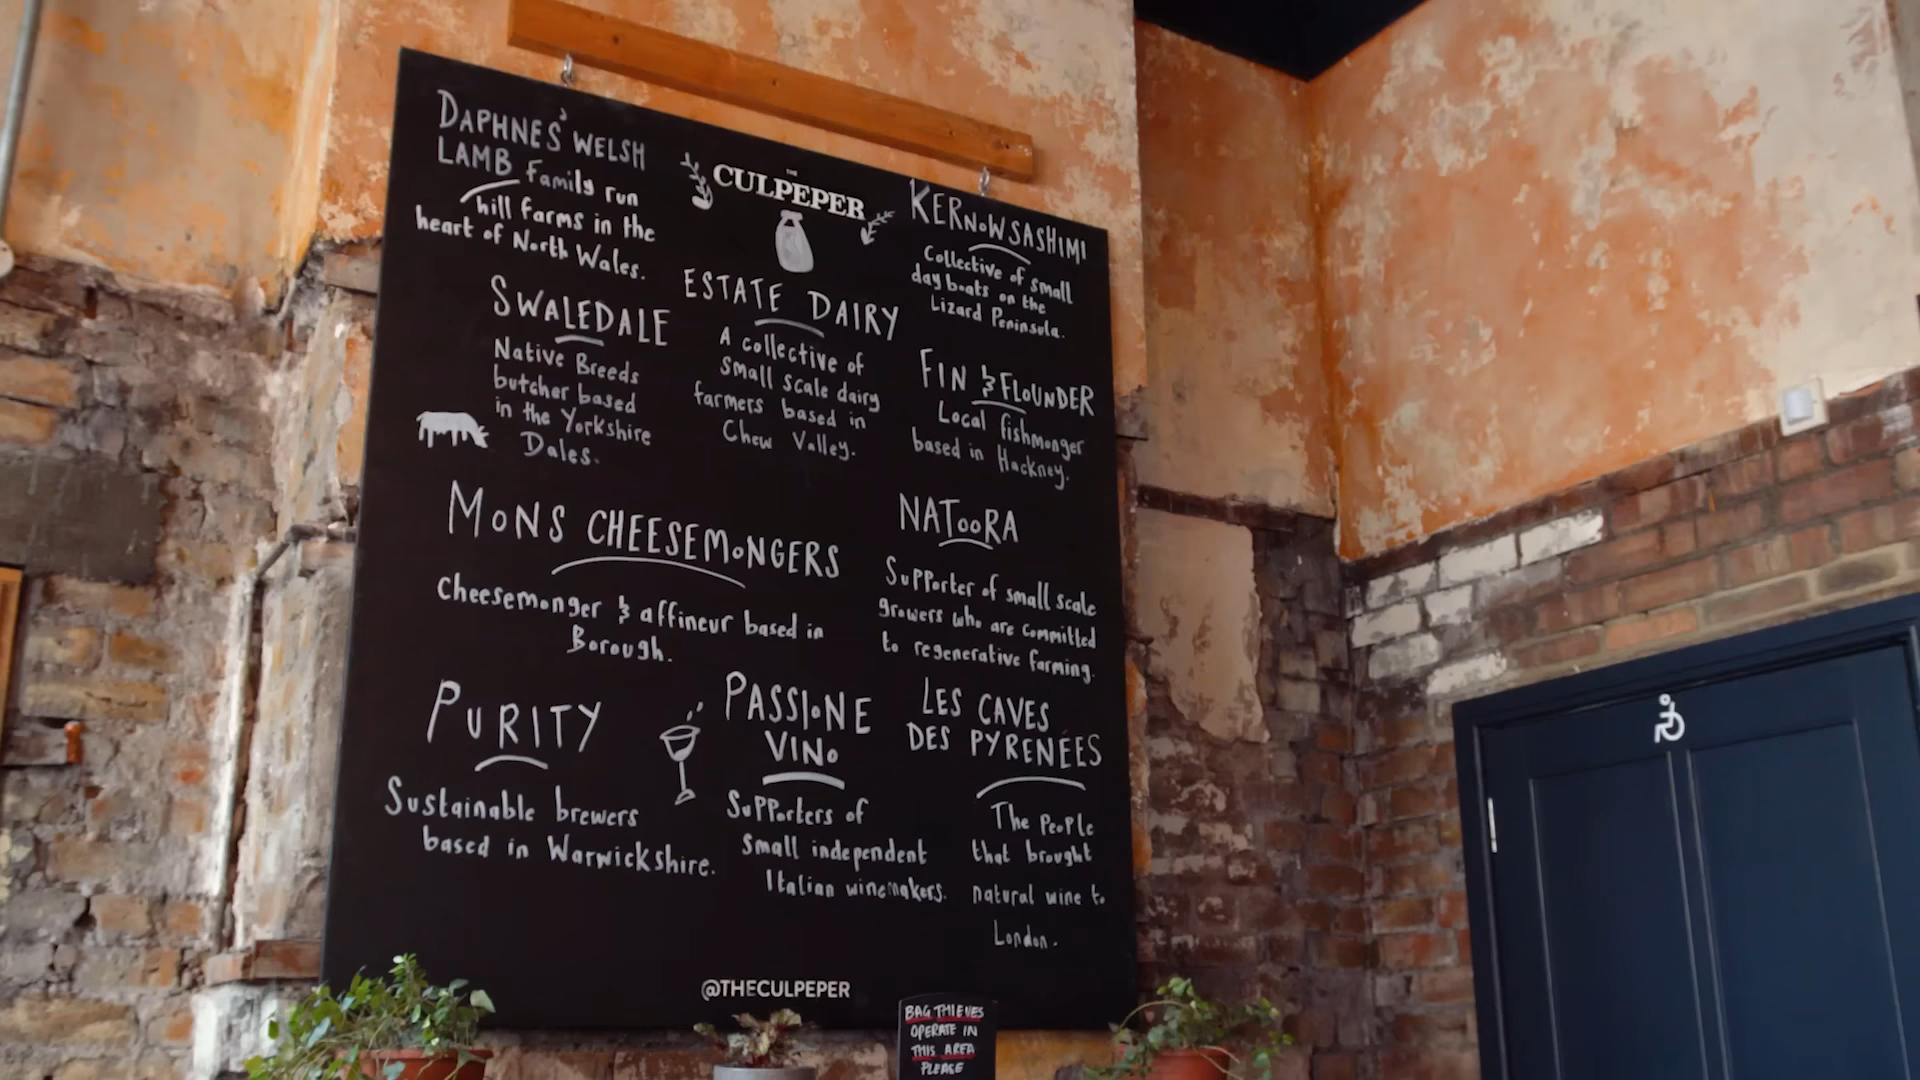 THE
CULPEPER
DAPHNES' WELSH
LAMB Family run
hill farms in the
heart of North Wales.
SWALEDALE
Native Breeds
butcher based
in the Yorkshire
Dales.
ESTATE DAIRY
A collective of
small scale dairy
farmers based in
Chew Valley.
KERNOWSASHIMI
Collective of small
day boats on the
Lizard Peninsula.
FIN & FLOUNDER
Local fishmonger
based in Hackney.
MONS CHEESEMONGERS
Cheesemonger & affineur based in
Borough.
NATooRA
Supporter of small scale
growers who are committed
to regenerative farming.
PURITY
Sustainable brewers
based in Warwickshire.
PASSIONE
VINo
Supporters of
Small independent
Italian winemakers.
LES CAVES
DES PYRENÉES
The People
that brought
natural wine to
London.
@THECULPEPER
BAG THIEVES
OPERATE IN
THIS AREA
PLEASE